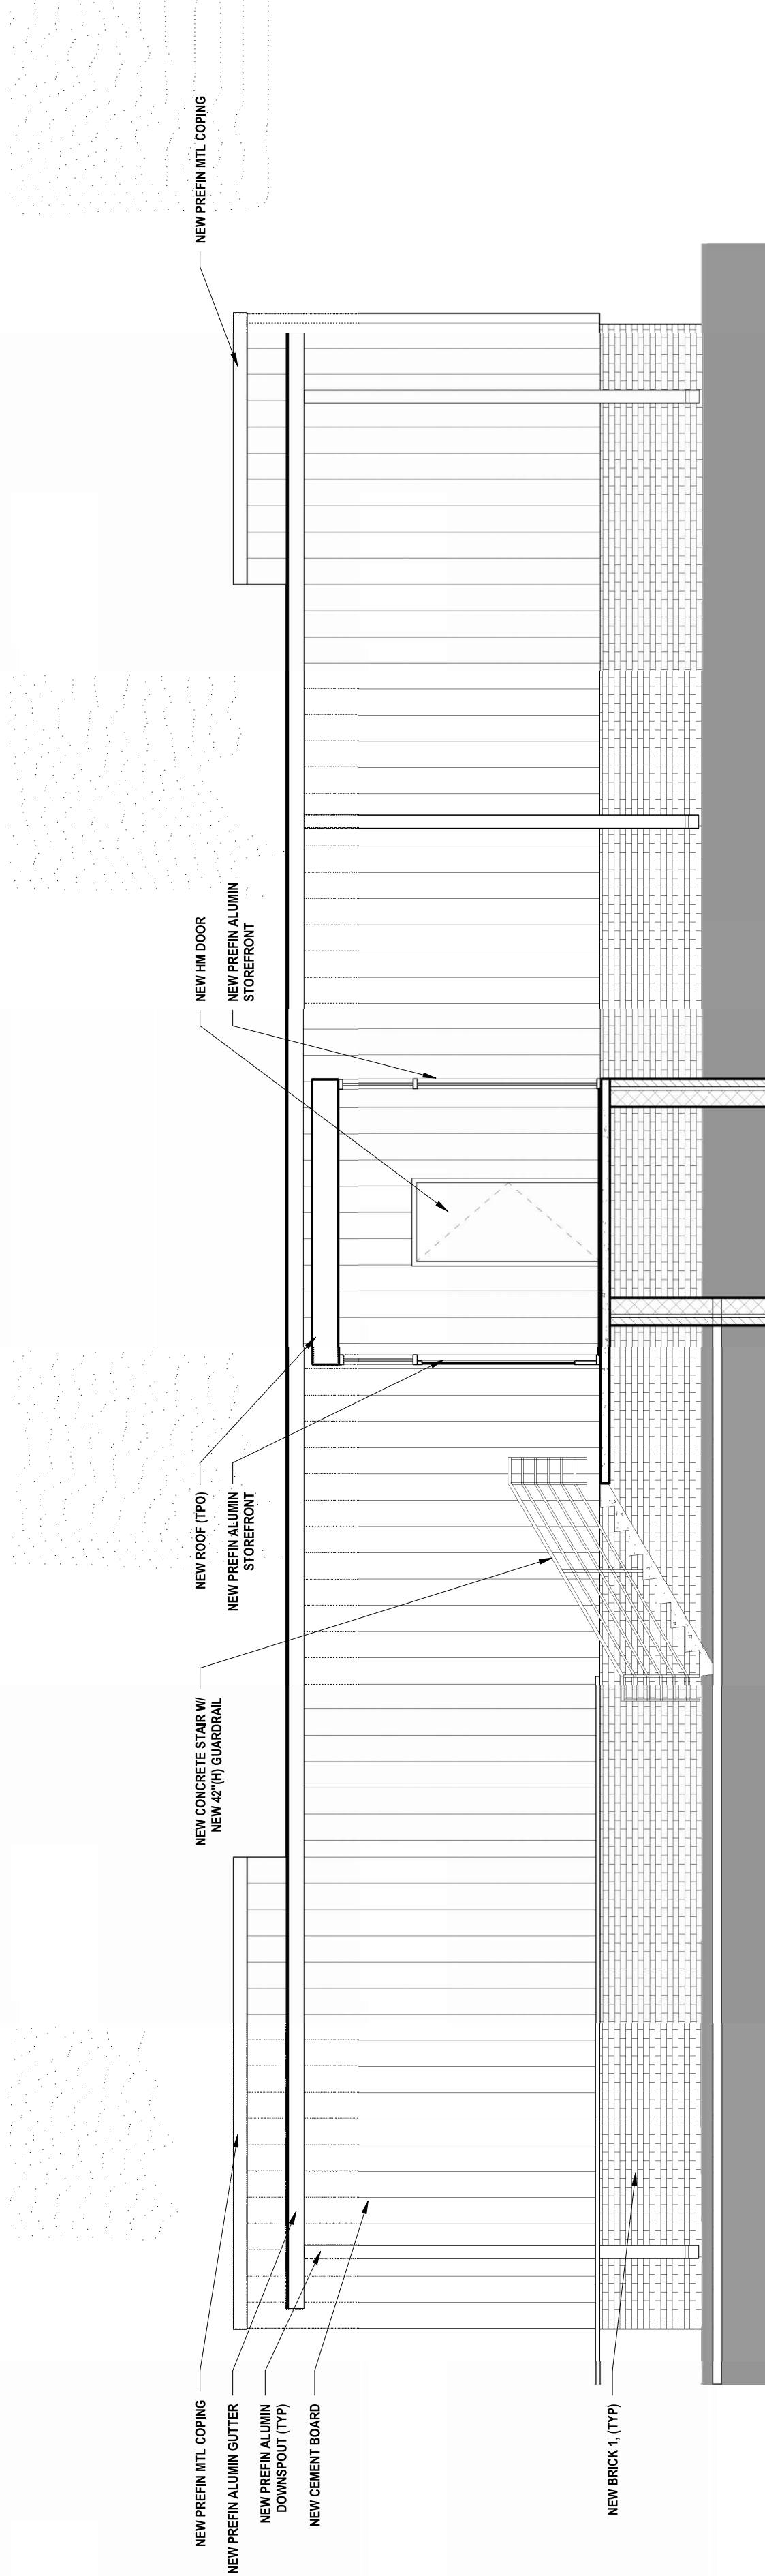 NEW PREFIN MTL COPING
NEW PREFIN ALUMIN GUTTER
NEW PREFIN ALUMIN
DOWNSPOUT (TYP)
NEW CEMENT BOARD
NEW BRICK 1, (TYP)
NEW CONCRETE STAIR W/
NEW 42"(H) GUARDRAIL
NEW ROOF (TPO)
NEW PREFIN ALUMIN
STOREFRONT
NEW HM DOOR
NEW PREFIN ALUMIN
STOREFRONT
NEW PREFIN MTL COPING